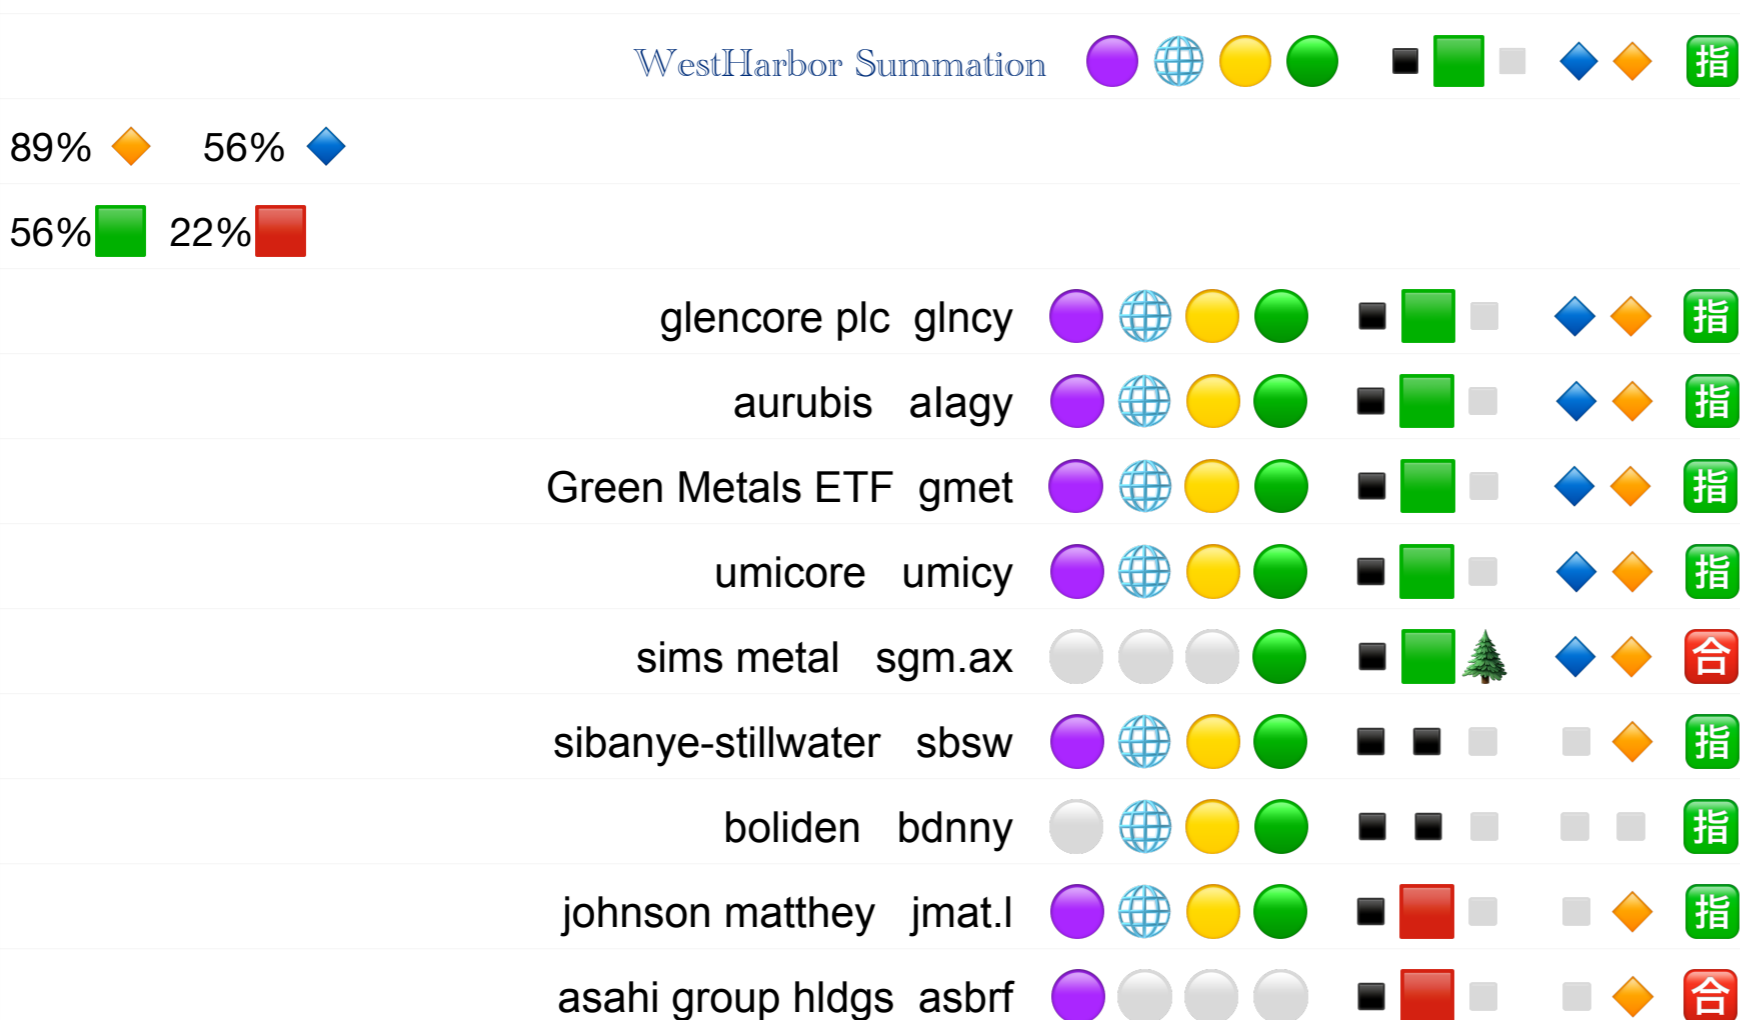 WestHarbor Summation 指
89% 56%
56% 22%
glencore plc glncy 指
aurubis alagy 指
Green Metals ETF gmet 指
umicore umicy 指
sims metal sgm.ax 合
sibanye-stillwater sbsw 指
boliden bdnny 指
johnson matthey jmat.l 指
asahi group hldgs asbrf 合